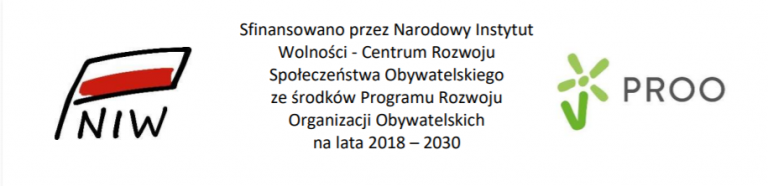 Sfinansowano przez Narodowy Instytut
Wolności - Centrum Rozwoju
Społeczeństwa Obywatelskiego
ze środków Programu Rozwoju
Organizacji Obywatelskich
na lata 2018 – 2030
NIW
PROO